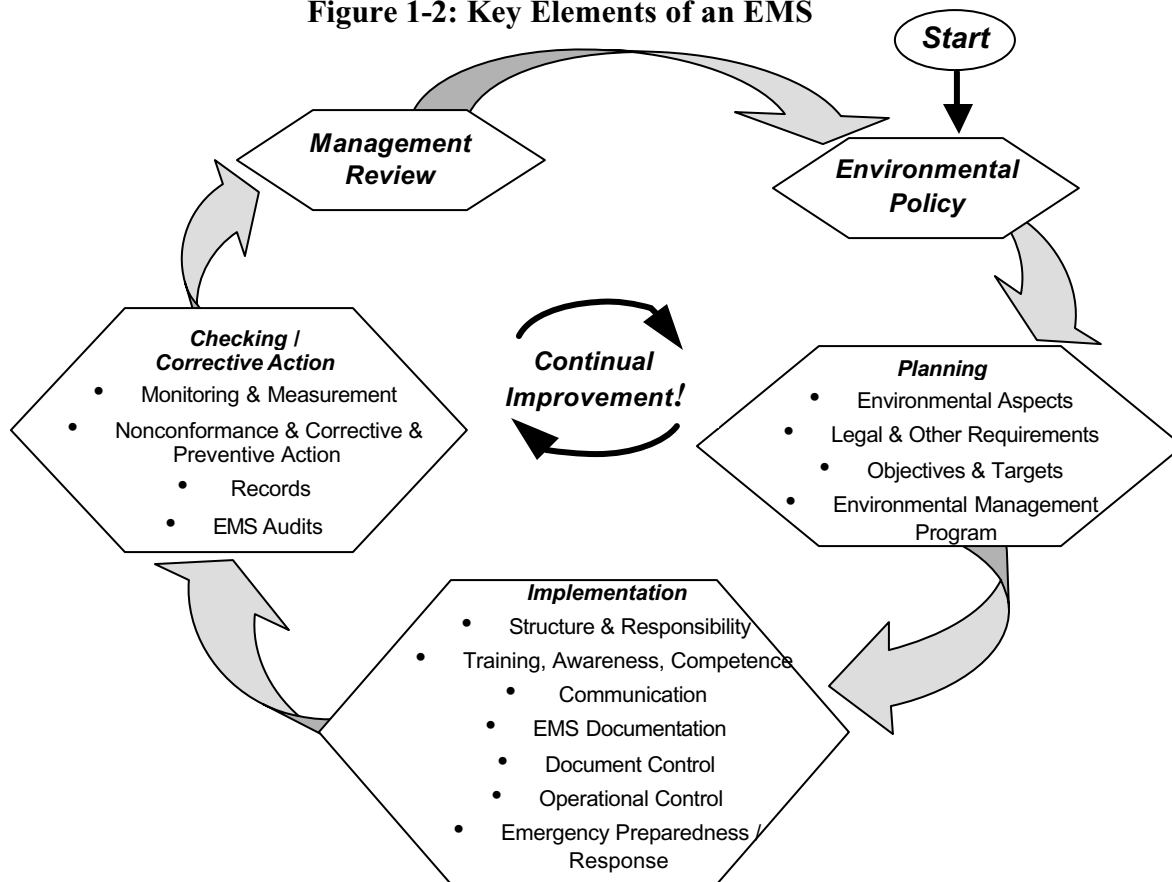 Figure 1-2: Key Elements of an EMS
Start
Management
Review
Environmental
Policy
Checking /
Corrective Action
• Monitoring & Measurement
• Nonconformance & Corrective &
Preventive Action
• Records
• EMS Audits
Continual
Improvement!
Planning
• Environmental Aspects
• Legal & Other Requirements
• Objectives & Targets
• Environmental Management
Program
Implementation
• Structure & Responsibility
• Training, Awareness, Competence
• Communication
• EMS Documentation
• Document Control
• Operational Control
• Emergency Preparedness /
Response